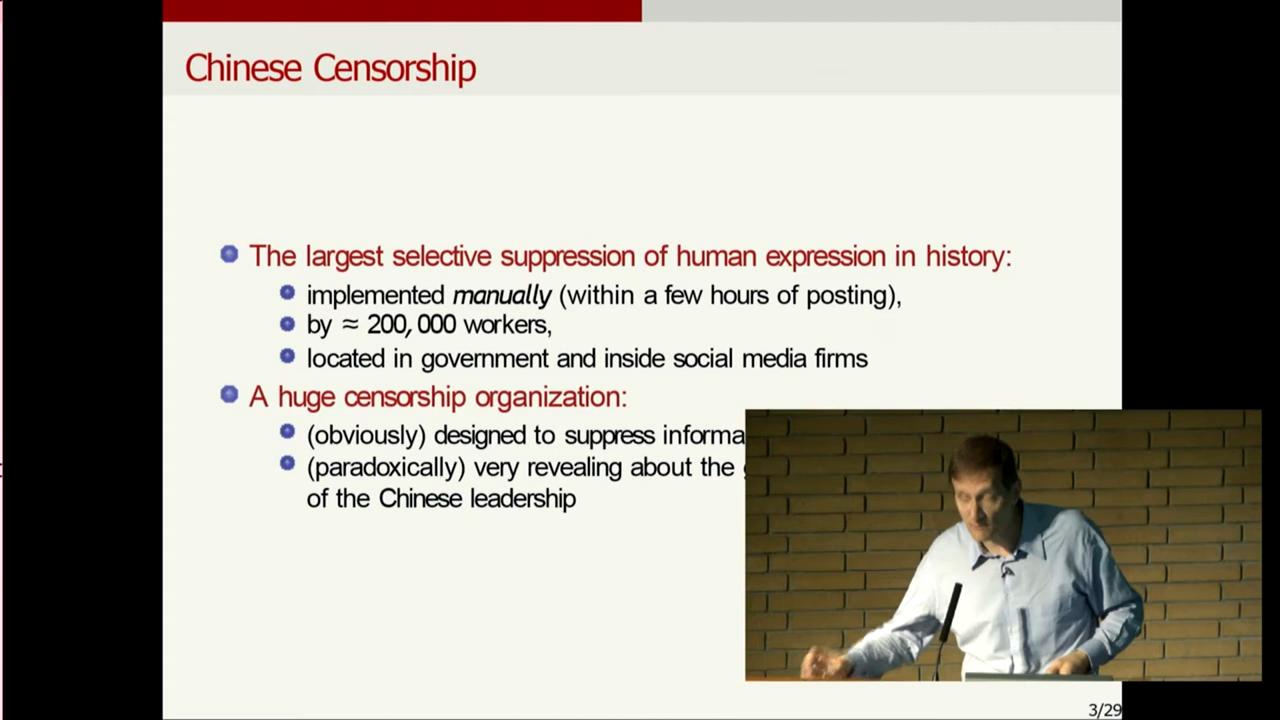 Chinese Censorship
The largest selective suppression of human expression in history:
implemented manually (within a few hours of posting),
by ≈ 200, 000 workers,
located in government and inside social media firms
A huge censorship organization:
(obviously) designed to suppress informa
(paradoxically) very revealing about the
of the Chinese leadership
3/29